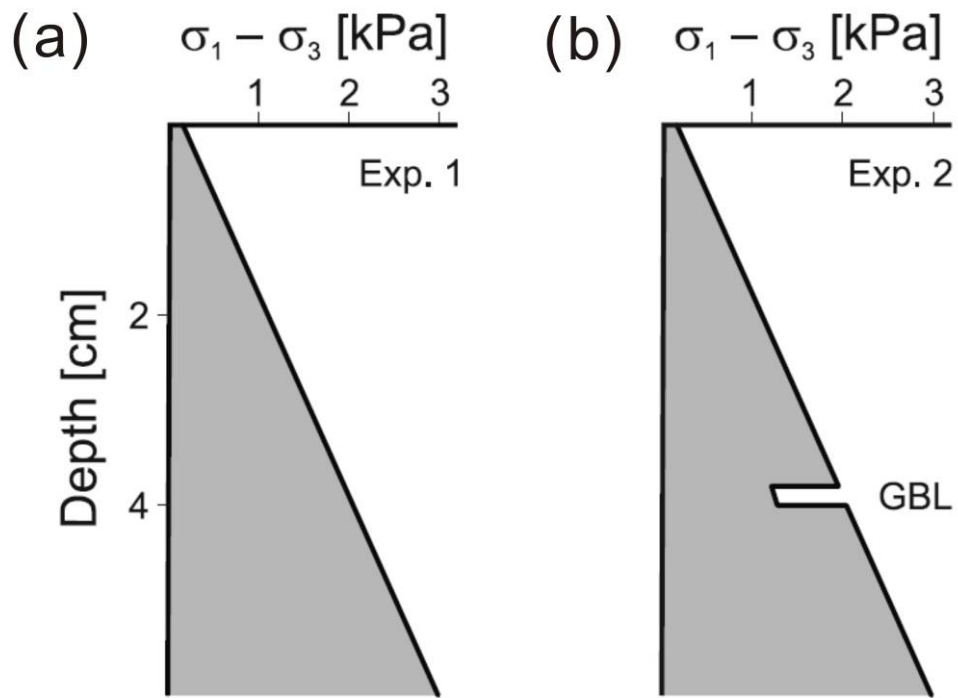 (a) σ₁ – σ₃ [kPa]
1 2 3
Exp. 1
Depth [cm]
2
4
(b) σ₁ – σ₃ [kPa]
1 2 3
Exp. 2
GBL